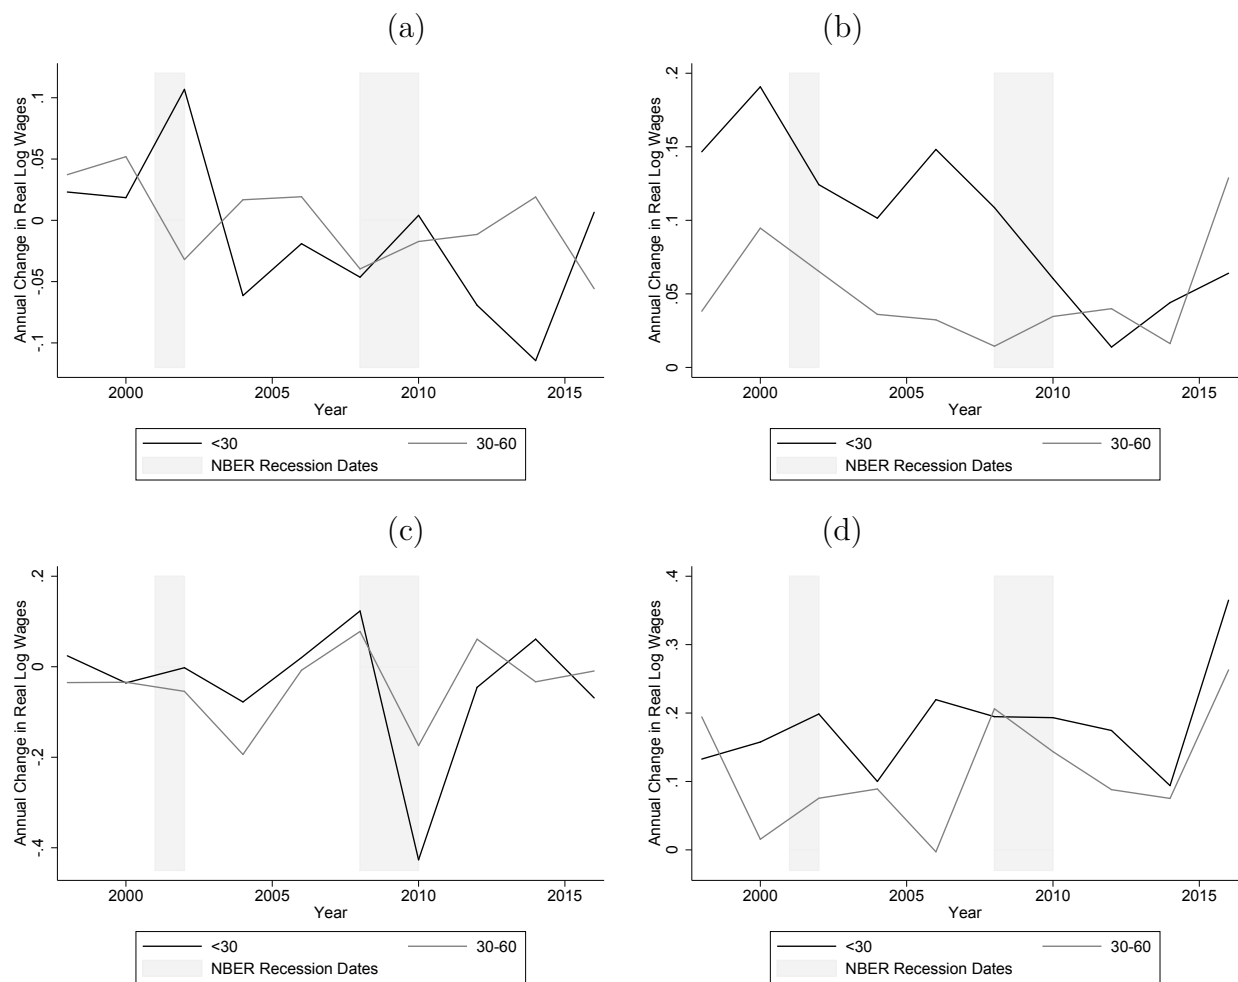 (a)
Annual Change in Real Log Wages
.1
.05
0
-.05
-.1
2000 2005 2010 2015
Year
<30 30-60
NBER Recession Dates
(b)
Annual Change in Real Log Wages
.2
.15
.1
.05
0
2000 2005 2010 2015
Year
<30 30-60
NBER Recession Dates
(c)
Annual Change in Real Log Wages
.2
0
-.2
-.4
2000 2005 2010 2015
Year
<30 30-60
NBER Recession Dates
(d)
Annual Change in Real Log Wages
.4
.3
.2
.1
0
2000 2005 2010 2015
Year
<30 30-60
NBER Recession Dates